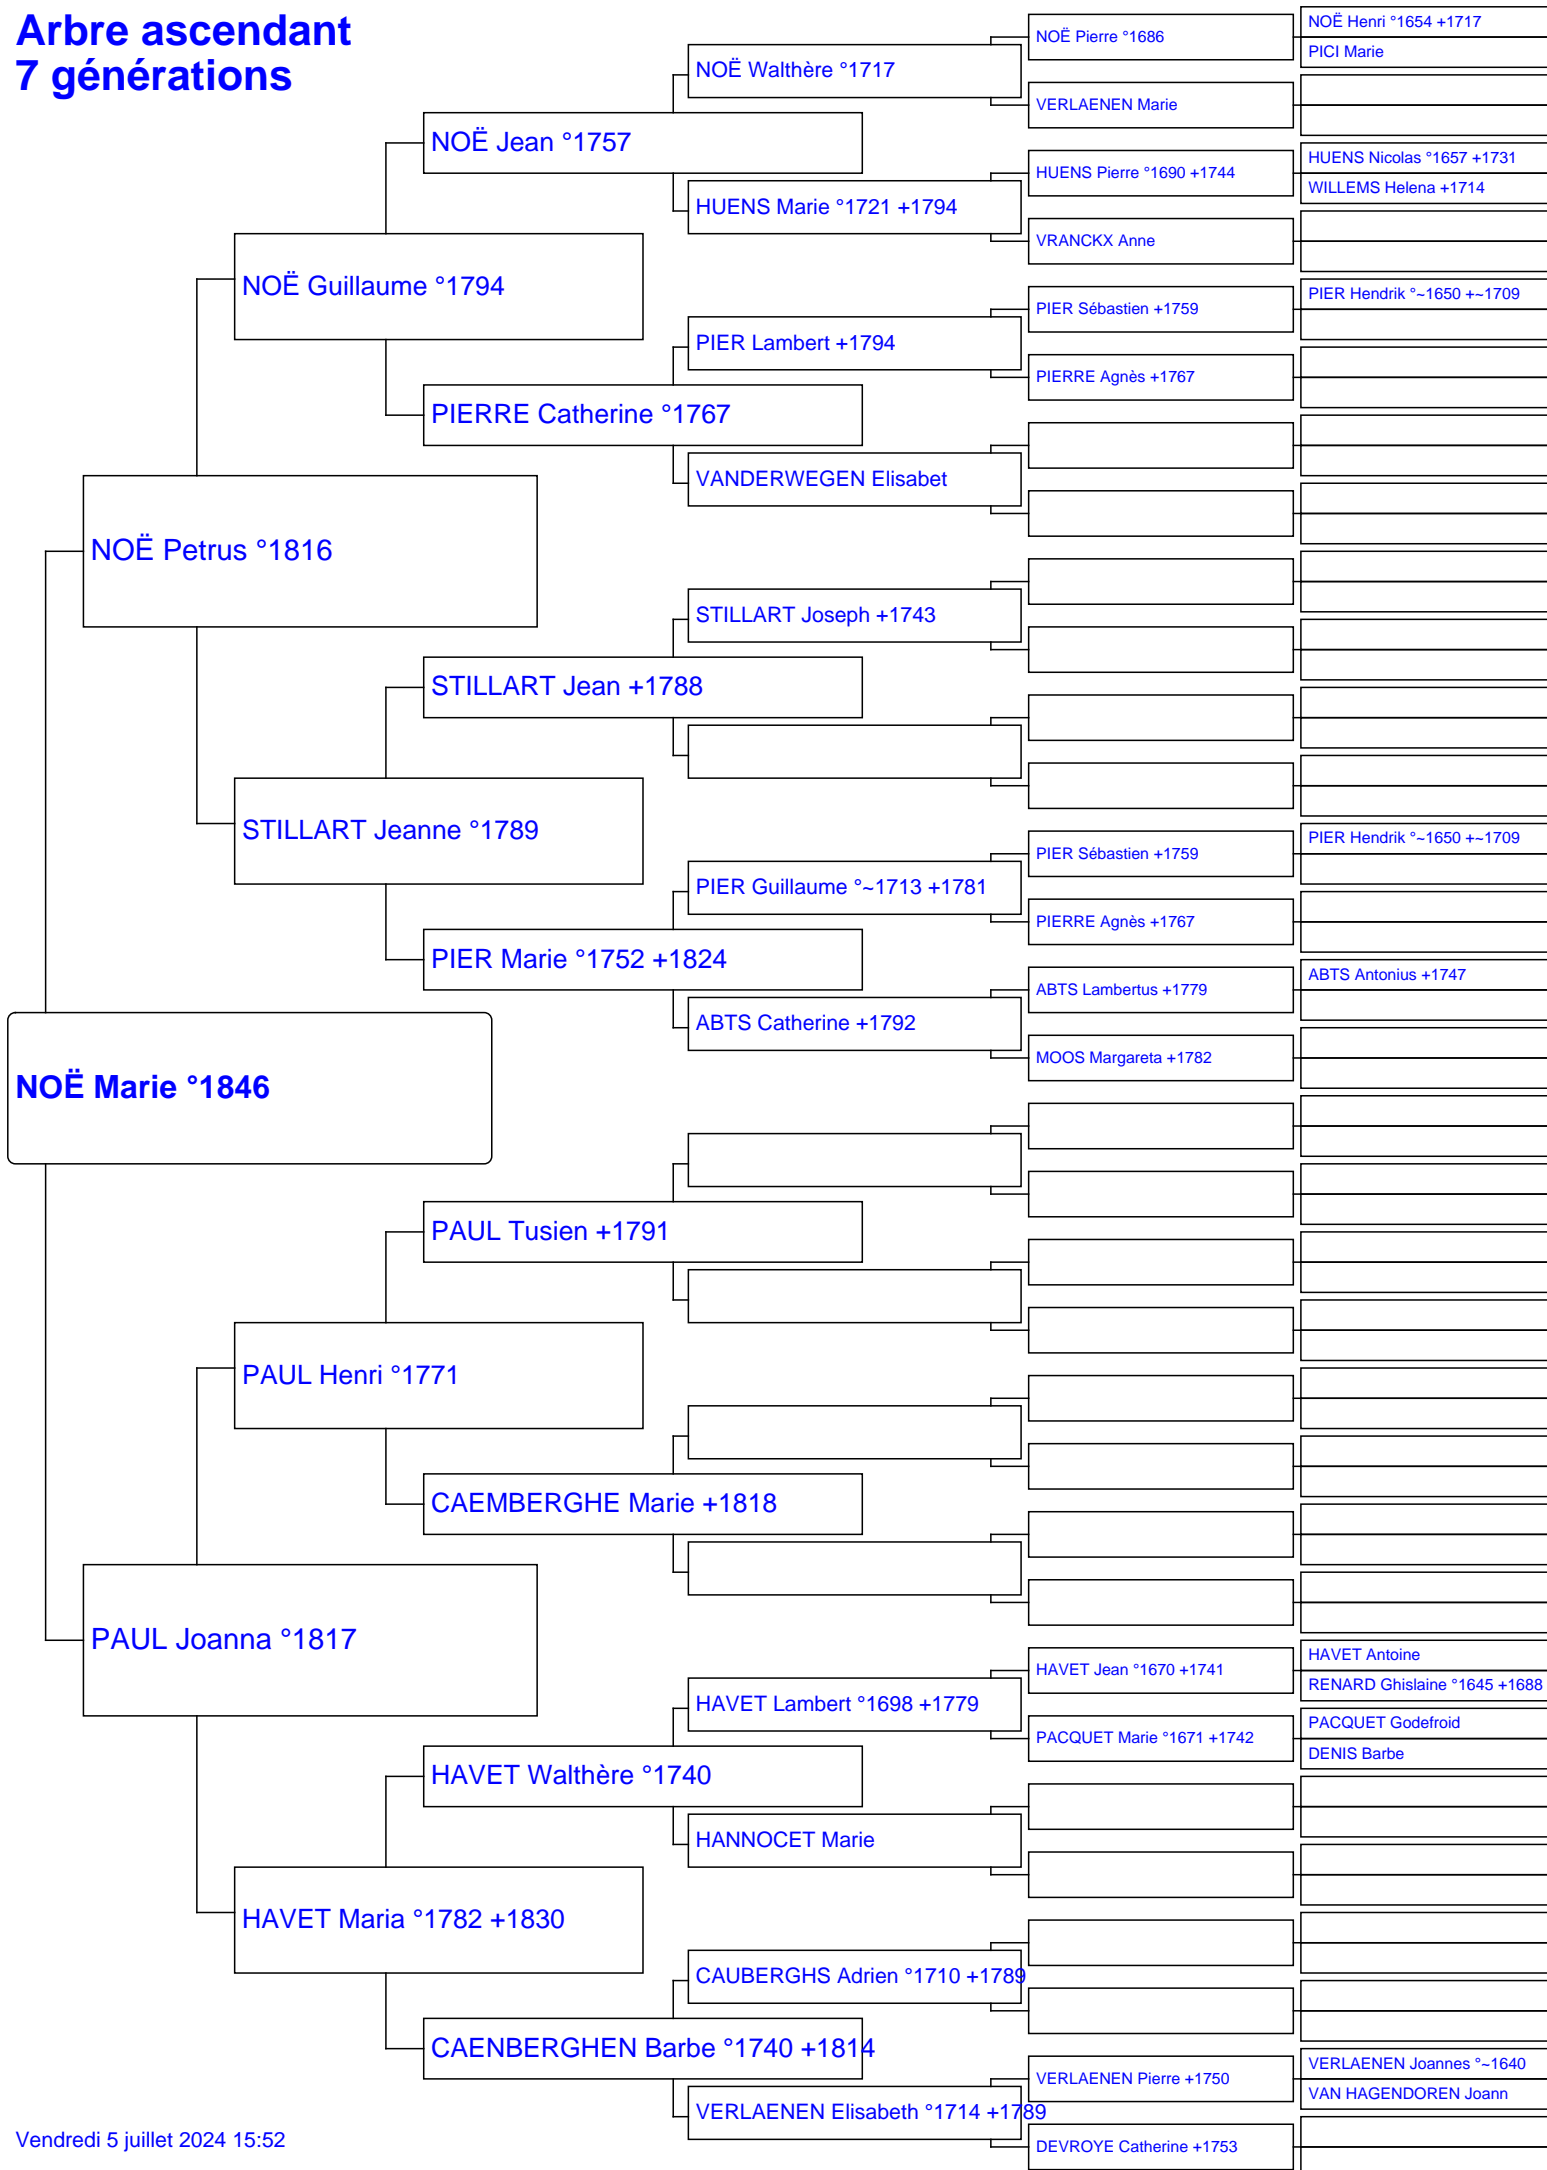 Arbre ascendant
7 générations
NOË Marie °1846
NOË Petrus °1816
PAUL Joanna °1817
NOË Guillaume °1794
STILLART Jeanne °1789
PAUL Henri °1771
HAVET Maria °1782 +1830
NOË Jean °1757
PIERRE Catherine °1767
STILLART Jean +1788
PIER Marie °1752 +1824
PAUL Tusien +1791
CAEMBERGHE Marie +1818
HAVET Walthère °1740
CAENBERGHEN Barbe °1740 +1814
NOË Walthère °1717
HUENS Marie °1721 +1794
PIER Lambert +1794
VANDERWEGEN Elisabet
STILLART Joseph +1743
PIER Guillaume °~1713 +1781
ABTS Catherine +1792
HAVET Lambert °1698 +1779
HANNOCET Marie
CAUBERGHS Adrien °1710 +1789
VERLAENEN Elisabeth °1714 +1789
NOË Pierre °1686
VERLAENEN Marie
HUENS Pierre °1690 +1744
VRANCKX Anne
PIER Sébastien +1759
PIERRE Agnès +1767
PIER Sébastien +1759
PIERRE Agnès +1767
ABTS Lambertus +1779
MOOS Margareta +1782
HAVET Jean °1670 +1741
PACQUET Marie °1671 +1742
VERLAENEN Pierre +1750
DEVROYE Catherine +1753
NOË Henri °1654 +1717
PICI Marie
HUENS Nicolas °1657 +1731
WILLEMS Helena +1714
PIER Hendrik °~1650 +~1709
PIER Hendrik °~1650 +~1709
ABTS Antonius +1747
HAVET Antoine
RENARD Ghislaine °1645 +1688
PACQUET Godefroid
DENIS Barbe
VERLAENEN Joannes °~1640
VAN HAGENDOREN Joann
Vendredi 5 juillet 2024 15:52